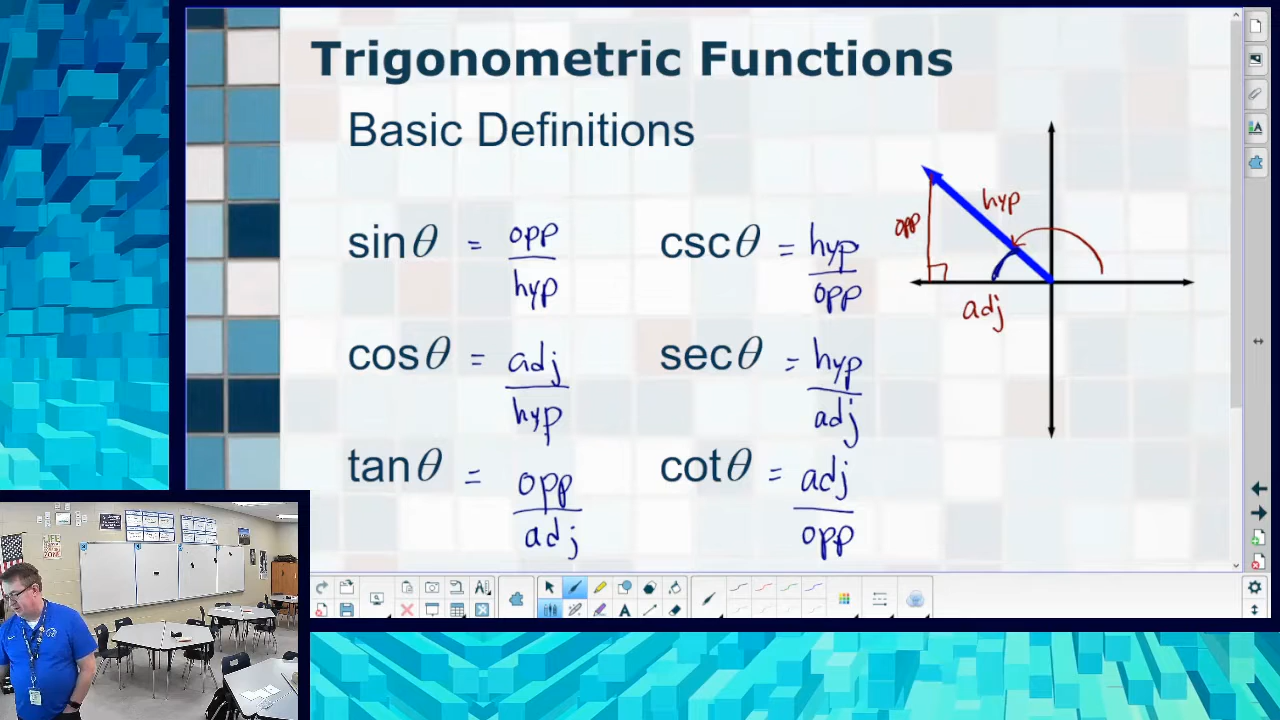 Trigonometric Functions
Basic Definitions
sinθ = opp/hyp
cscθ = hyp/opp
cosθ = adj/hyp
secθ = hyp/adj
tanθ = opp/adj
cotθ = adj/opp
hyp
opp
adj